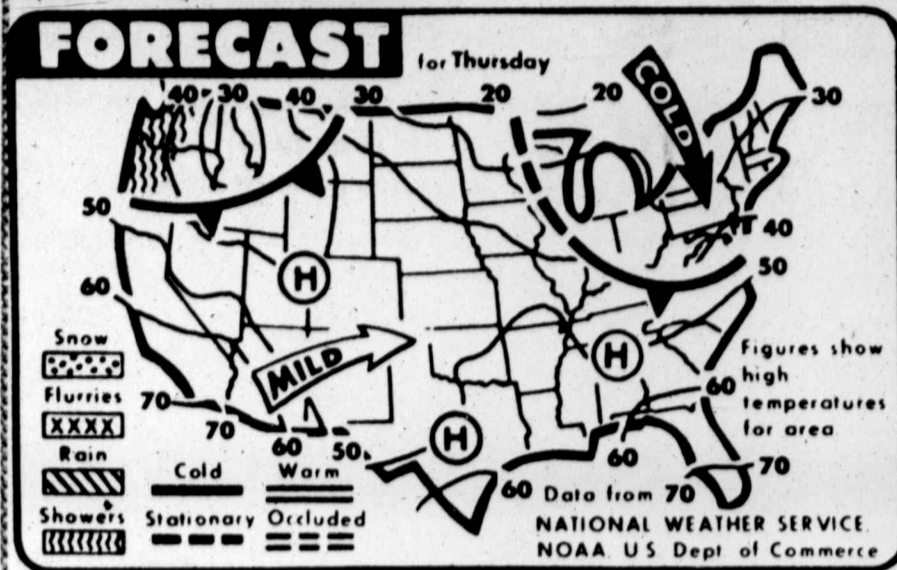 FORECAST
for Thursday
40 30 40 30 20 20 30
COLD
50
40
50
60
H
Snow
MILD
H
Figures show
high
temperatures
for area
Flurries
XXXX
70
70
60
50
H
60
60
70
Rain
Cold
Warm
60
Data from
70
Showers
Stationary
Occluded
NATIONAL WEATHER SERVICE.
NOAA U.S. Dept. of Commerce